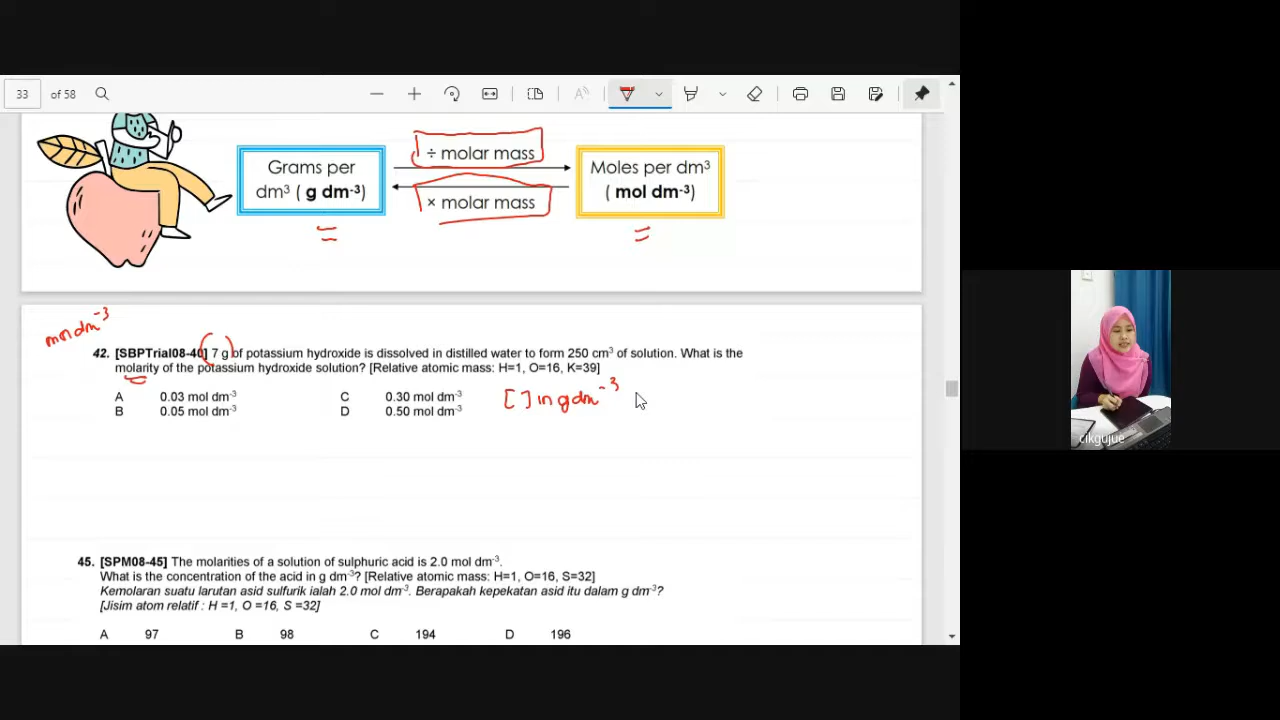 33 of 58
÷ molar mass
Grams per
dm³ ( g dm⁻³)
Moles per dm³
( mol dm⁻³)
× molar mass
mol dm⁻³
42. [SBPTrial08-40] 7 g of potassium hydroxide is dissolved in distilled water to form 250 cm³ of solution. What is the
molarity of the potassium hydroxide solution? [Relative atomic mass: H=1, O=16, K=39]
A 0.03 mol dm⁻³ C 0.30 mol dm⁻³
B 0.05 mol dm⁻³ D 0.50 mol dm⁻³
[ ] in g dm⁻³
cikgujue
45. [SPM08-45] The molarities of a solution of sulphuric acid is 2.0 mol dm⁻³.
What is the concentration of the acid in g dm⁻³? [Relative atomic mass: H=1, O=16, S=32]
Kemolaran suatu larutan asid sulfurik ialah 2.0 mol dm⁻³. Berapakah kepekatan asid itu dalam g dm⁻³?
[Jisim atom relatif : H =1, O =16, S =32]
A 97 B 98 C 194 D 196